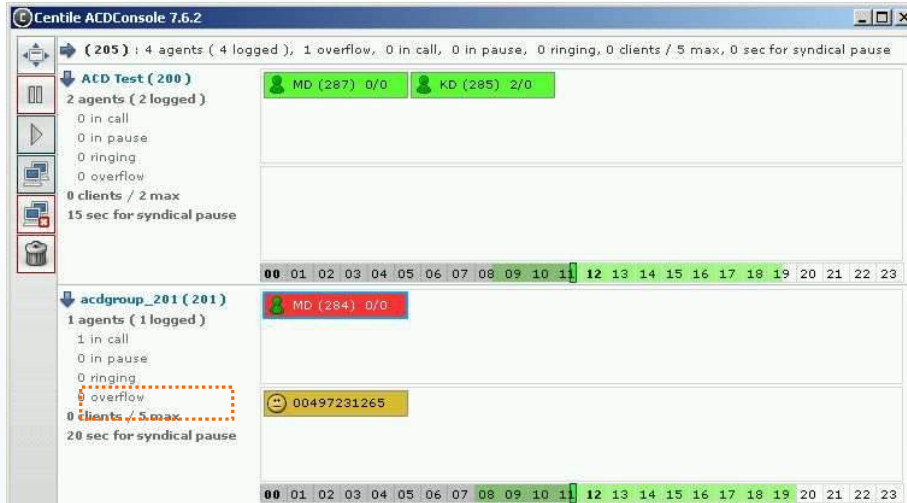 Centile ACDConsole 7.6.2
(205) : 4 agents ( 4 logged ), 1 overflow, 0 in call, 0 in pause, 0 ringing, 0 clients / 5 max, 0 sec for syndical pause
ACD Test ( 200 )
2 agents ( 2 logged )
0 in call
0 in pause
0 ringing
0 overflow
0 clients / 2 max
15 sec for syndical pause
MD (287) 0/0
KD (285) 2/0
00 01 02 03 04 05 06 07 08 09 10 11 12 13 14 15 16 17 18 19 20 21 22 23
acdgroup_201 ( 201 )
1 agents ( 1 logged )
1 in call
0 in pause
0 ringing
0 overflow
0 clients / 5 max
20 sec for syndical pause
MD (284) 0/0
00497231265
00 01 02 03 04 05 06 07 08 09 10 11 12 13 14 15 16 17 18 19 20 21 22 23